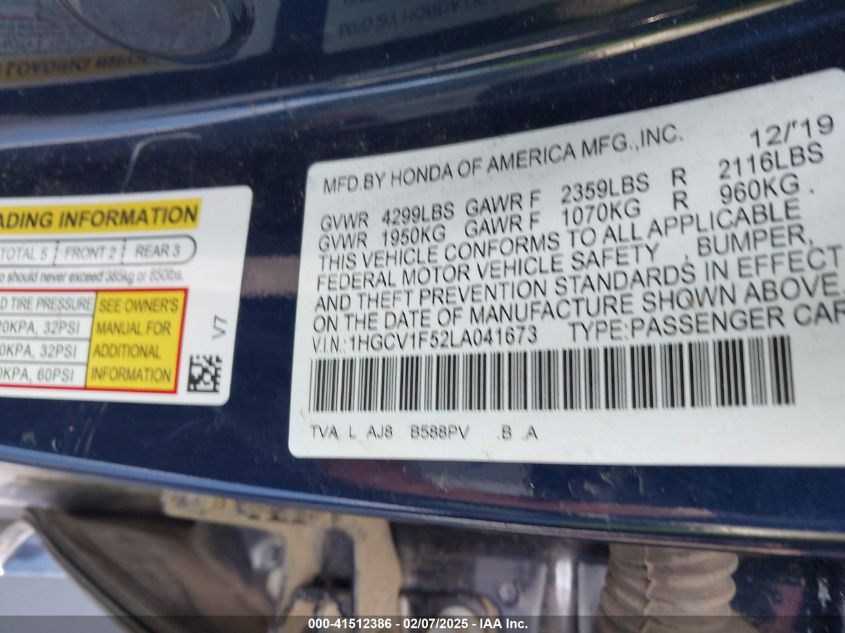 MFD.BY HONDA OF AMERICA MFG.,INC. 12/'19
GVWR 4299LBS GAWR F 2359LBS R 2116LBS
GVWR 1950KG GAWR F 1070KG R 960KG
THIS VEHICLE CONFORMS TO ALL APPLICABLE
FEDERAL MOTOR VEHICLE SAFETY , BUMPER,
AND THEFT PREVENTION STANDARDS IN EFFECT
ON THE DATE OF MANUFACTURE SHOWN ABOVE.
V.I.N.:1HGCV1F52LA041673 TYPE:PASSENGER CAR
TVA L AJ8 B588PV .B .A
ADING INFORMATION
TOTAL 5 FRONT 2 REAR 3
should never exceed 385kg or 850lbs.
TIRE PRESSURE SEE OWNER'S
20KPA, 32PSI MANUAL FOR
0KPA, 32PSI ADDITIONAL
0KPA, 60PSI INFORMATION
V7
000-41512386 - 02/07/2025 - IAA Inc.